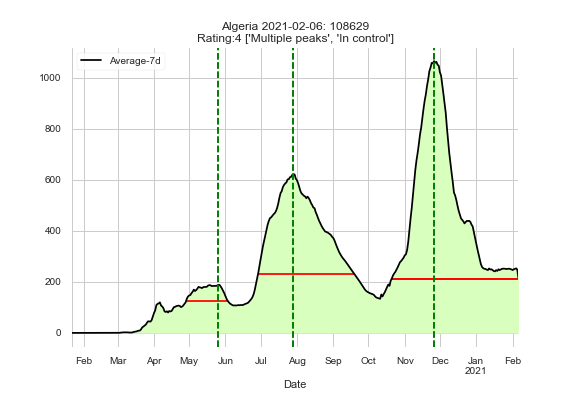 Algeria 2021-02-06: 108629
Rating:4 ['Multiple peaks', 'In control']
Average-7d
1000
800
600
400
200
0
Feb Mar Apr May Jun Jul Aug Sep Oct Nov Dec Jan Feb
2021
Date